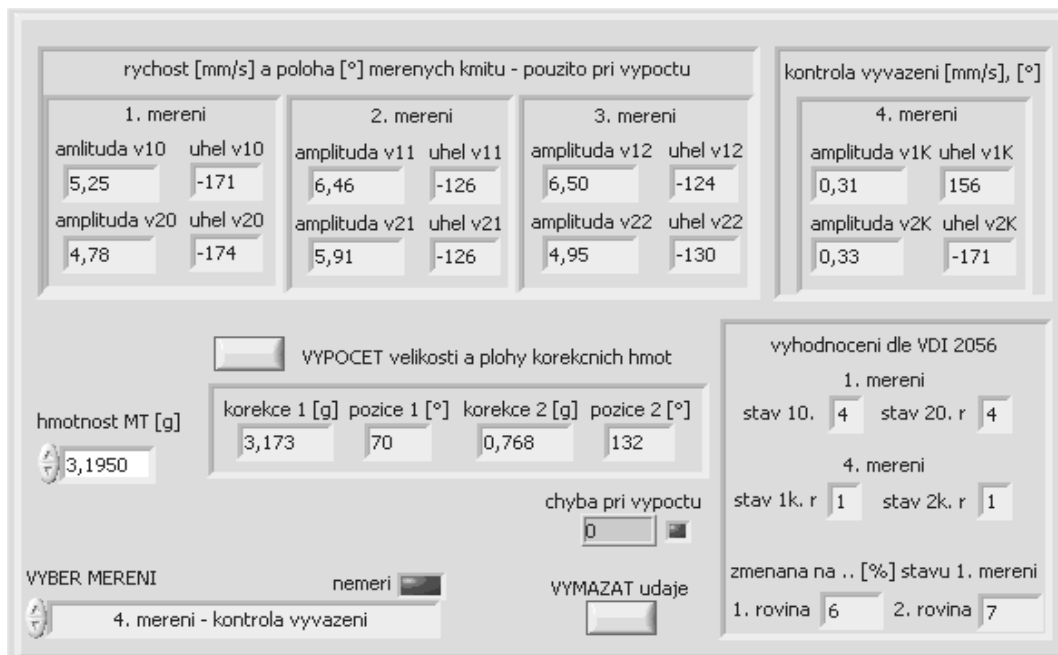 rychost [mm/s] a poloha [°] merenych kmitu - pouzito pri vypoctu
1. mereni
amlituda v10 uhel v10
5,25 -171
amplituda v20 uhel v20
4,78 -174
2. mereni
amplituda v11 uhel v11
6,46 -126
amplituda v21 uhel v21
5,91 -126
3. mereni
amplituda v12 uhel v12
6,50 -124
amplituda v22 uhel v22
4,95 -130
kontrola vyvazeni [mm/s], [°]
4. mereni
amplituda v1K uhel v1K
0,31 156
amplituda v2K uhel v2K
0,33 -171
VYPOCET velikosti a plohy korekcnich hmot
hmotnost MT [g]
3,1950
korekce 1 [g] pozice 1 [°] korekce 2 [g] pozice 2 [°]
3,173 70 0,768 132
chyba pri vypoctu
0
VYBER MERENI
4. mereni - kontrola vyvazeni
nemeri
VYMAZAT udaje
vyhodnoceni dle VDI 2056
1. mereni
stav 10. 4 stav 20. r 4
4. mereni
stav 1k. r 1 stav 2k. r 1
zmenana na .. [%] stavu 1. mereni
1. rovina 6 2. rovina 7